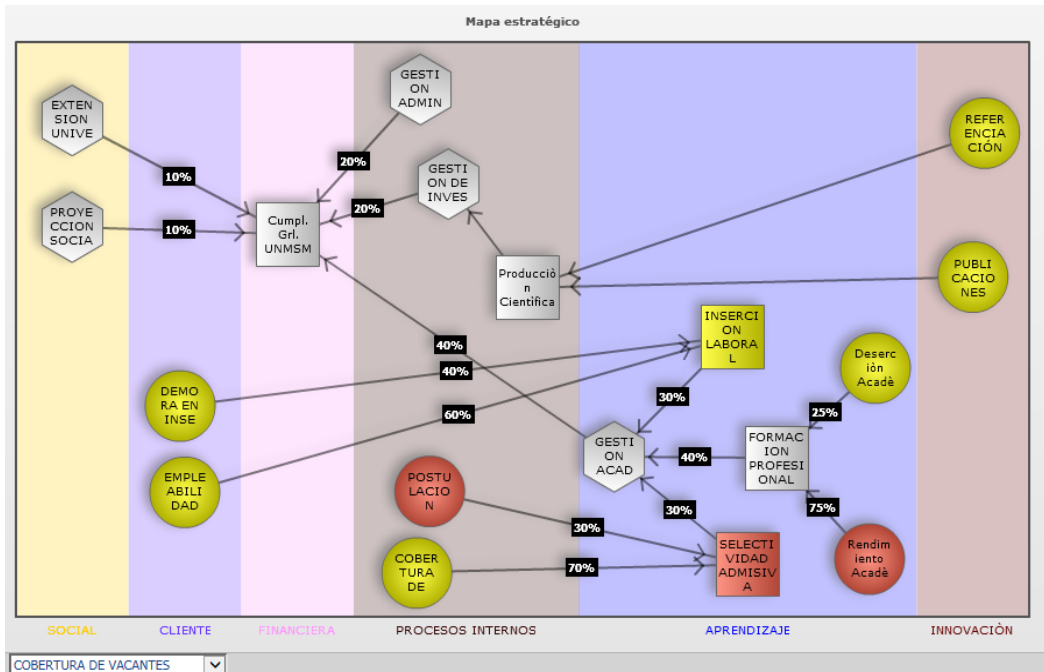 Mapa estratégico
EXTEN
SION
UNIVE
PROYE
CCION
SOCIA
10%
10%
Cumpl.
Grl.
UNMSM
GESTI
ON
ADMIN
20%
GESTI
ON DE
INVES
20%
Producciò
n
Cientifica
REFER
ENCIA
CIÓN
PUBLI
CACIO
NES
INSERCI
ON
LABORA
L
40%
40%
60%
DEMO
RA EN
INSE
EMPLE
ABILI
DAD
30%
GESTI
ON
ACAD
40%
FORMAC
ION
PROFESI
ONAL
25%
Deserc
iòn
Acadè
75%
Rendim
iento
Acadè
30%
POSTU
LACIO
N
30%
COBER
TURA
DE
70%
SELECTI
VIDAD
ADMISIV
A
SOCIAL
CLIENTE
FINANCIERA
PROCESOS INTERNOS
APRENDIZAJE
INNOVACIÒN
COBERTURA DE VACANTES